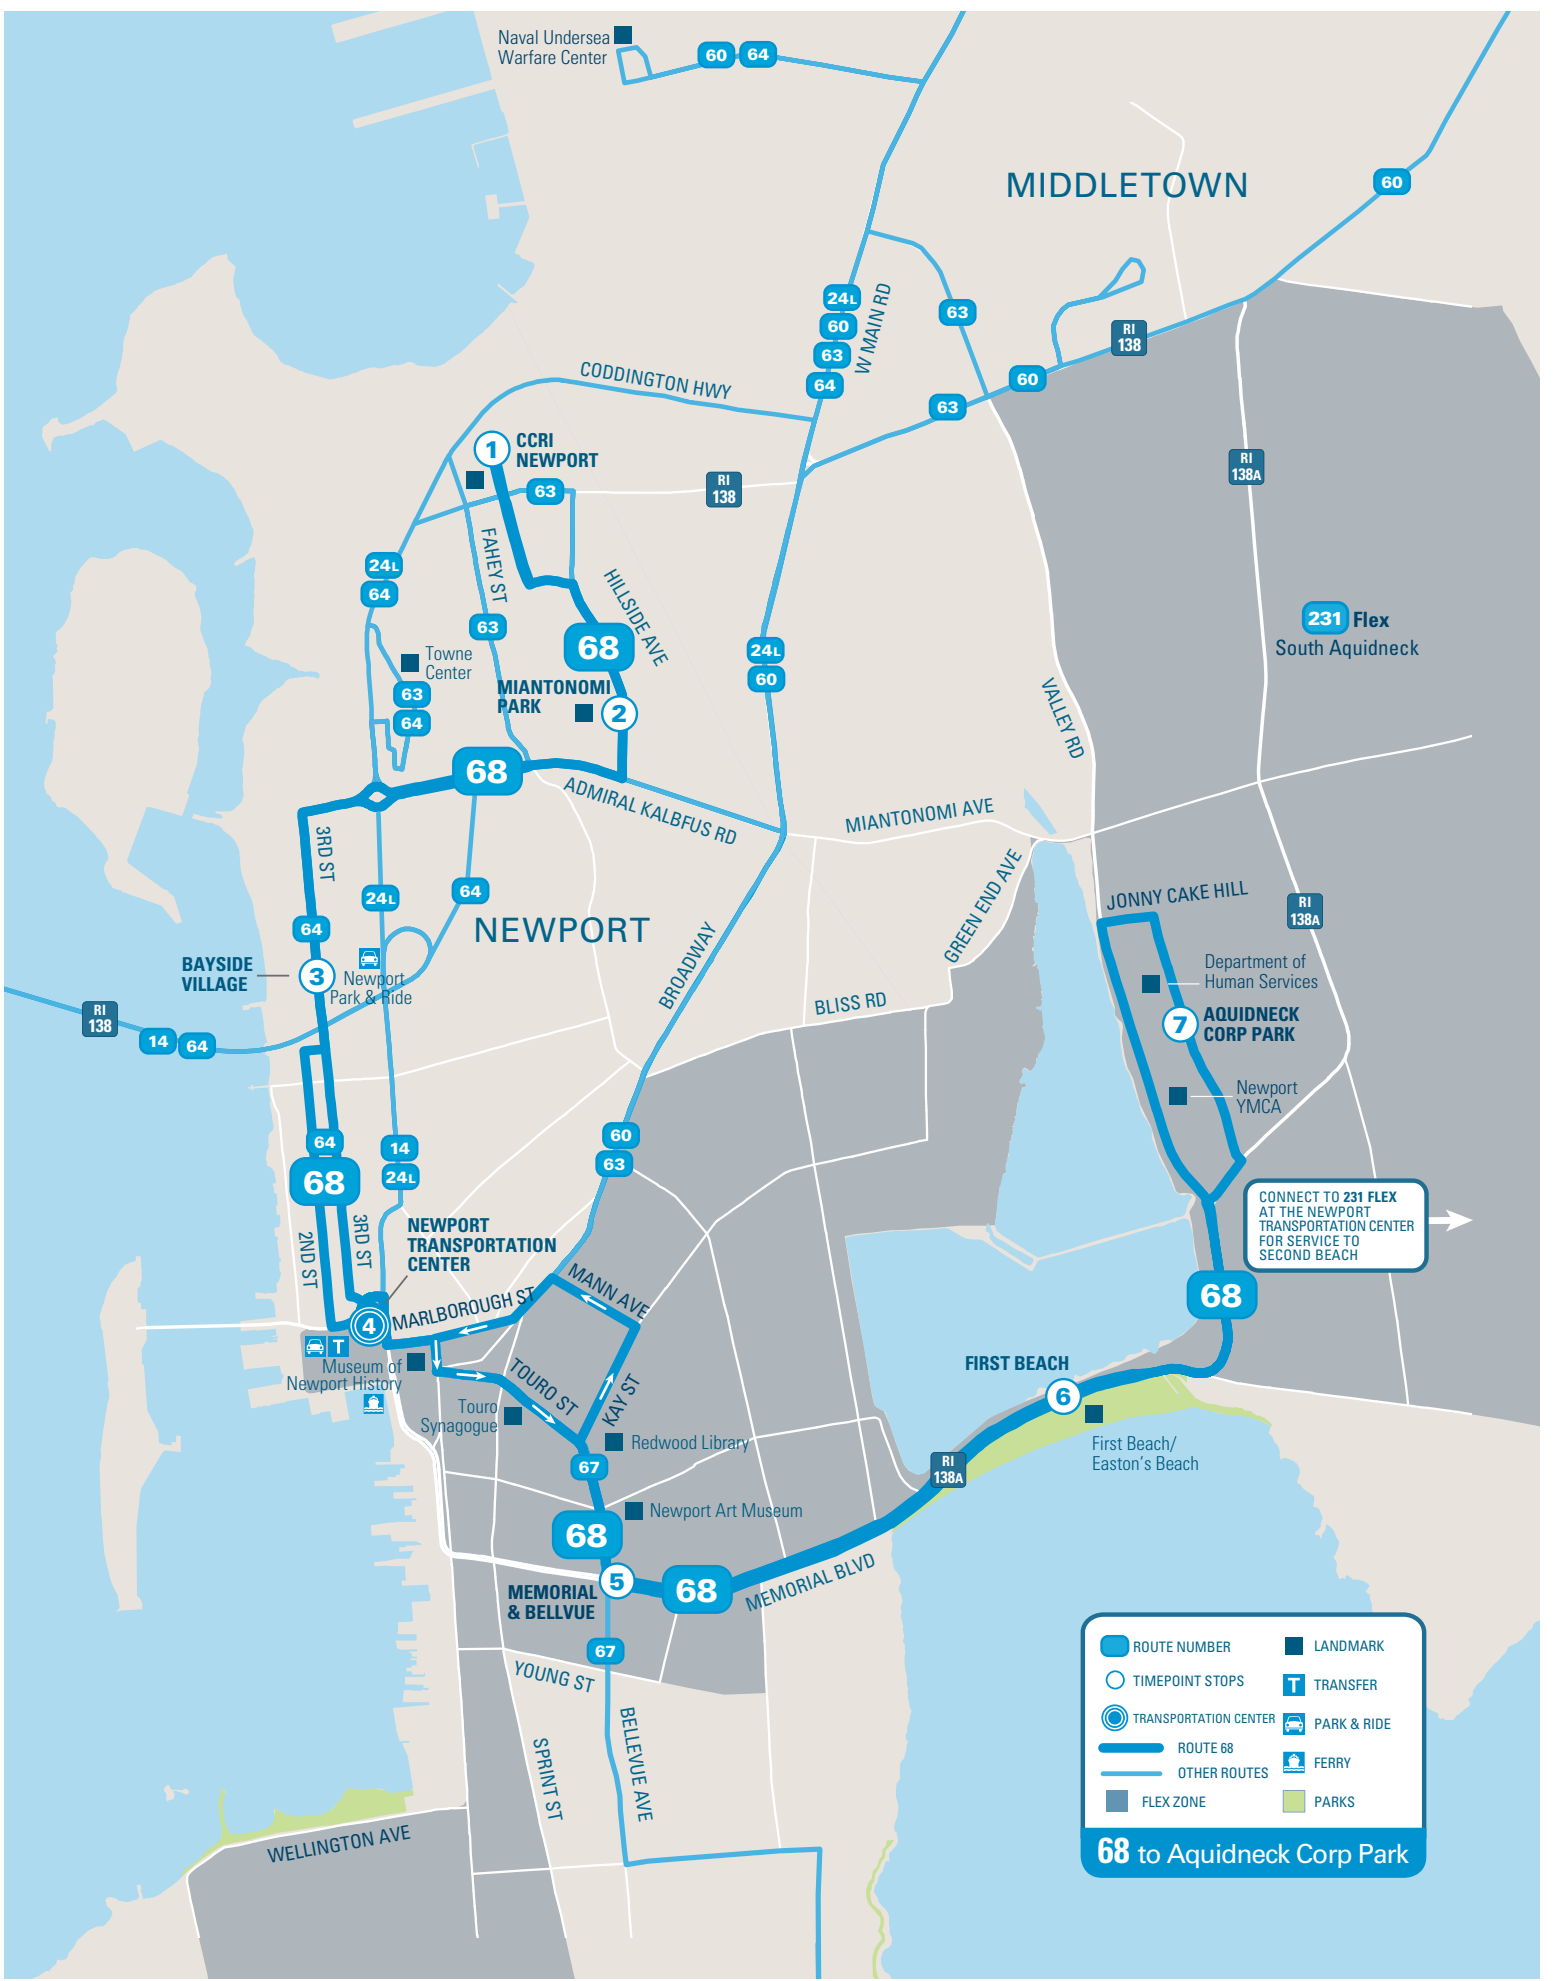 Naval Undersea
Warfare Center
60
64
MIDDLETOWN
60
24L
60
63
64
W MAIN RD
63
RI
138
60
63
CODDINGTON HWY
1
CCRI
NEWPORT
63
RI
138
RI
138A
24L
64
FAHEY ST
HILLSIDE AVE
63
68
231 Flex
South Aquidneck
Towne
Center
63
64
MIANTONOMI
PARK
2
24L
60
VALLEY RD
68
ADMIRAL KALBFUS RD
MIANTONOMI AVE
3RD ST
24L
64
GREEN END AVE
JONNY CAKE HILL
RI
138A
64
NEWPORT
BROADWAY
BAYSIDE
VILLAGE
3
Newport
Park & Ride
Department of
Human Services
RI
138
14
64
BLISS RD
7
AQUIDNECK
CORP PARK
Newport
YMCA
64
14
24L
60
63
68
2ND ST
3RD ST
NEWPORT
TRANSPORTATION
CENTER
CONNECT TO 231 FLEX
AT THE NEWPORT
TRANSPORTATION CENTER
FOR SERVICE TO
SECOND BEACH
68
MANN AVE
MARLBOROUGH ST
4
T
Museum of
Newport History
TOURO ST
KAY ST
Touro
Synagogue
Redwood Library
67
FIRST BEACH
6
First Beach/
Easton's Beach
RI
138A
Newport Art Museum
68
5
MEMORIAL
& BELLVUE
68
MEMORIAL BLVD
67
YOUNG ST
BELLEVUE AVE
SPRINT ST
WELLINGTON AVE
ROUTE NUMBER
LANDMARK
TIMEPOINT STOPS
T
TRANSFER
TRANSPORTATION CENTER
PARK & RIDE
ROUTE 68
FERRY
OTHER ROUTES
FLEX ZONE
PARKS
68 to Aquidneck Corp Park